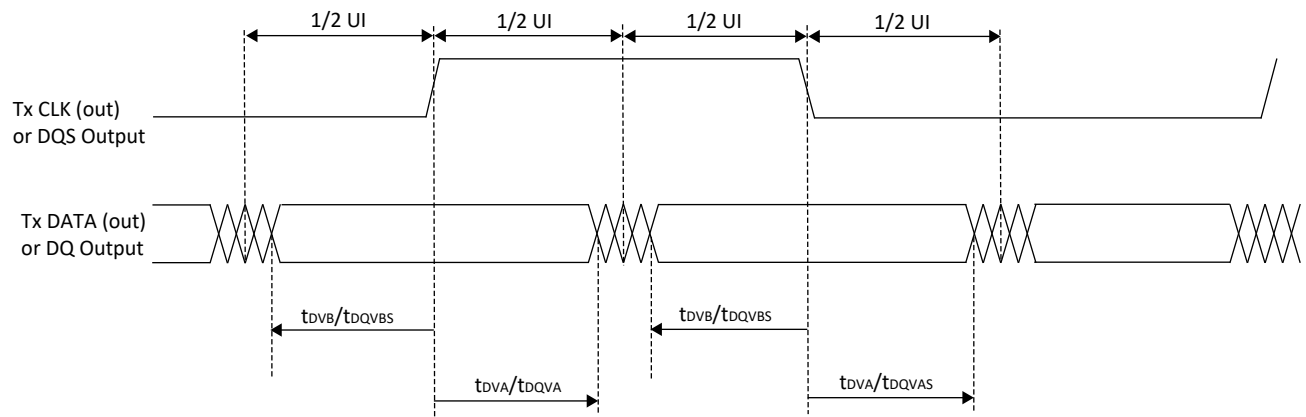 1/2 UI
1/2 UI
1/2 UI
1/2 UI
Tx CLK (out)
or DQS Output
Tx DATA (out)
or DQ Output
tDVB/tDQVBS
tDVB/tDQVBS
tDVA/tDQVA
tDVA/tDQVAS